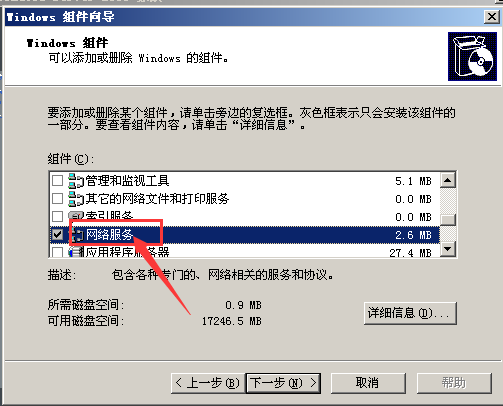 Windows 组件向导
Windows 组件
可以添加或删除 Windows 的组件。
要添加或删除某个组件，请单击旁边的复选框。灰色框表示只会安装该组件的
一部分。要查看组件内容，请单击“详细信息”。
组件(C):
管理和监视工具 5.1 MB
其它的网络文件和打印服务 0.0 MB
索引服务 0.0 MB
网络服务 2.6 MB
应用程序服务器 27.4 MB
描述: 包含各种专门的、网络相关的服务和协议。
所需磁盘空间: 0.9 MB
可用磁盘空间: 17246.5 MB
详细信息(D)...
< 上一步(B) 下一步(N) > 取消 帮助